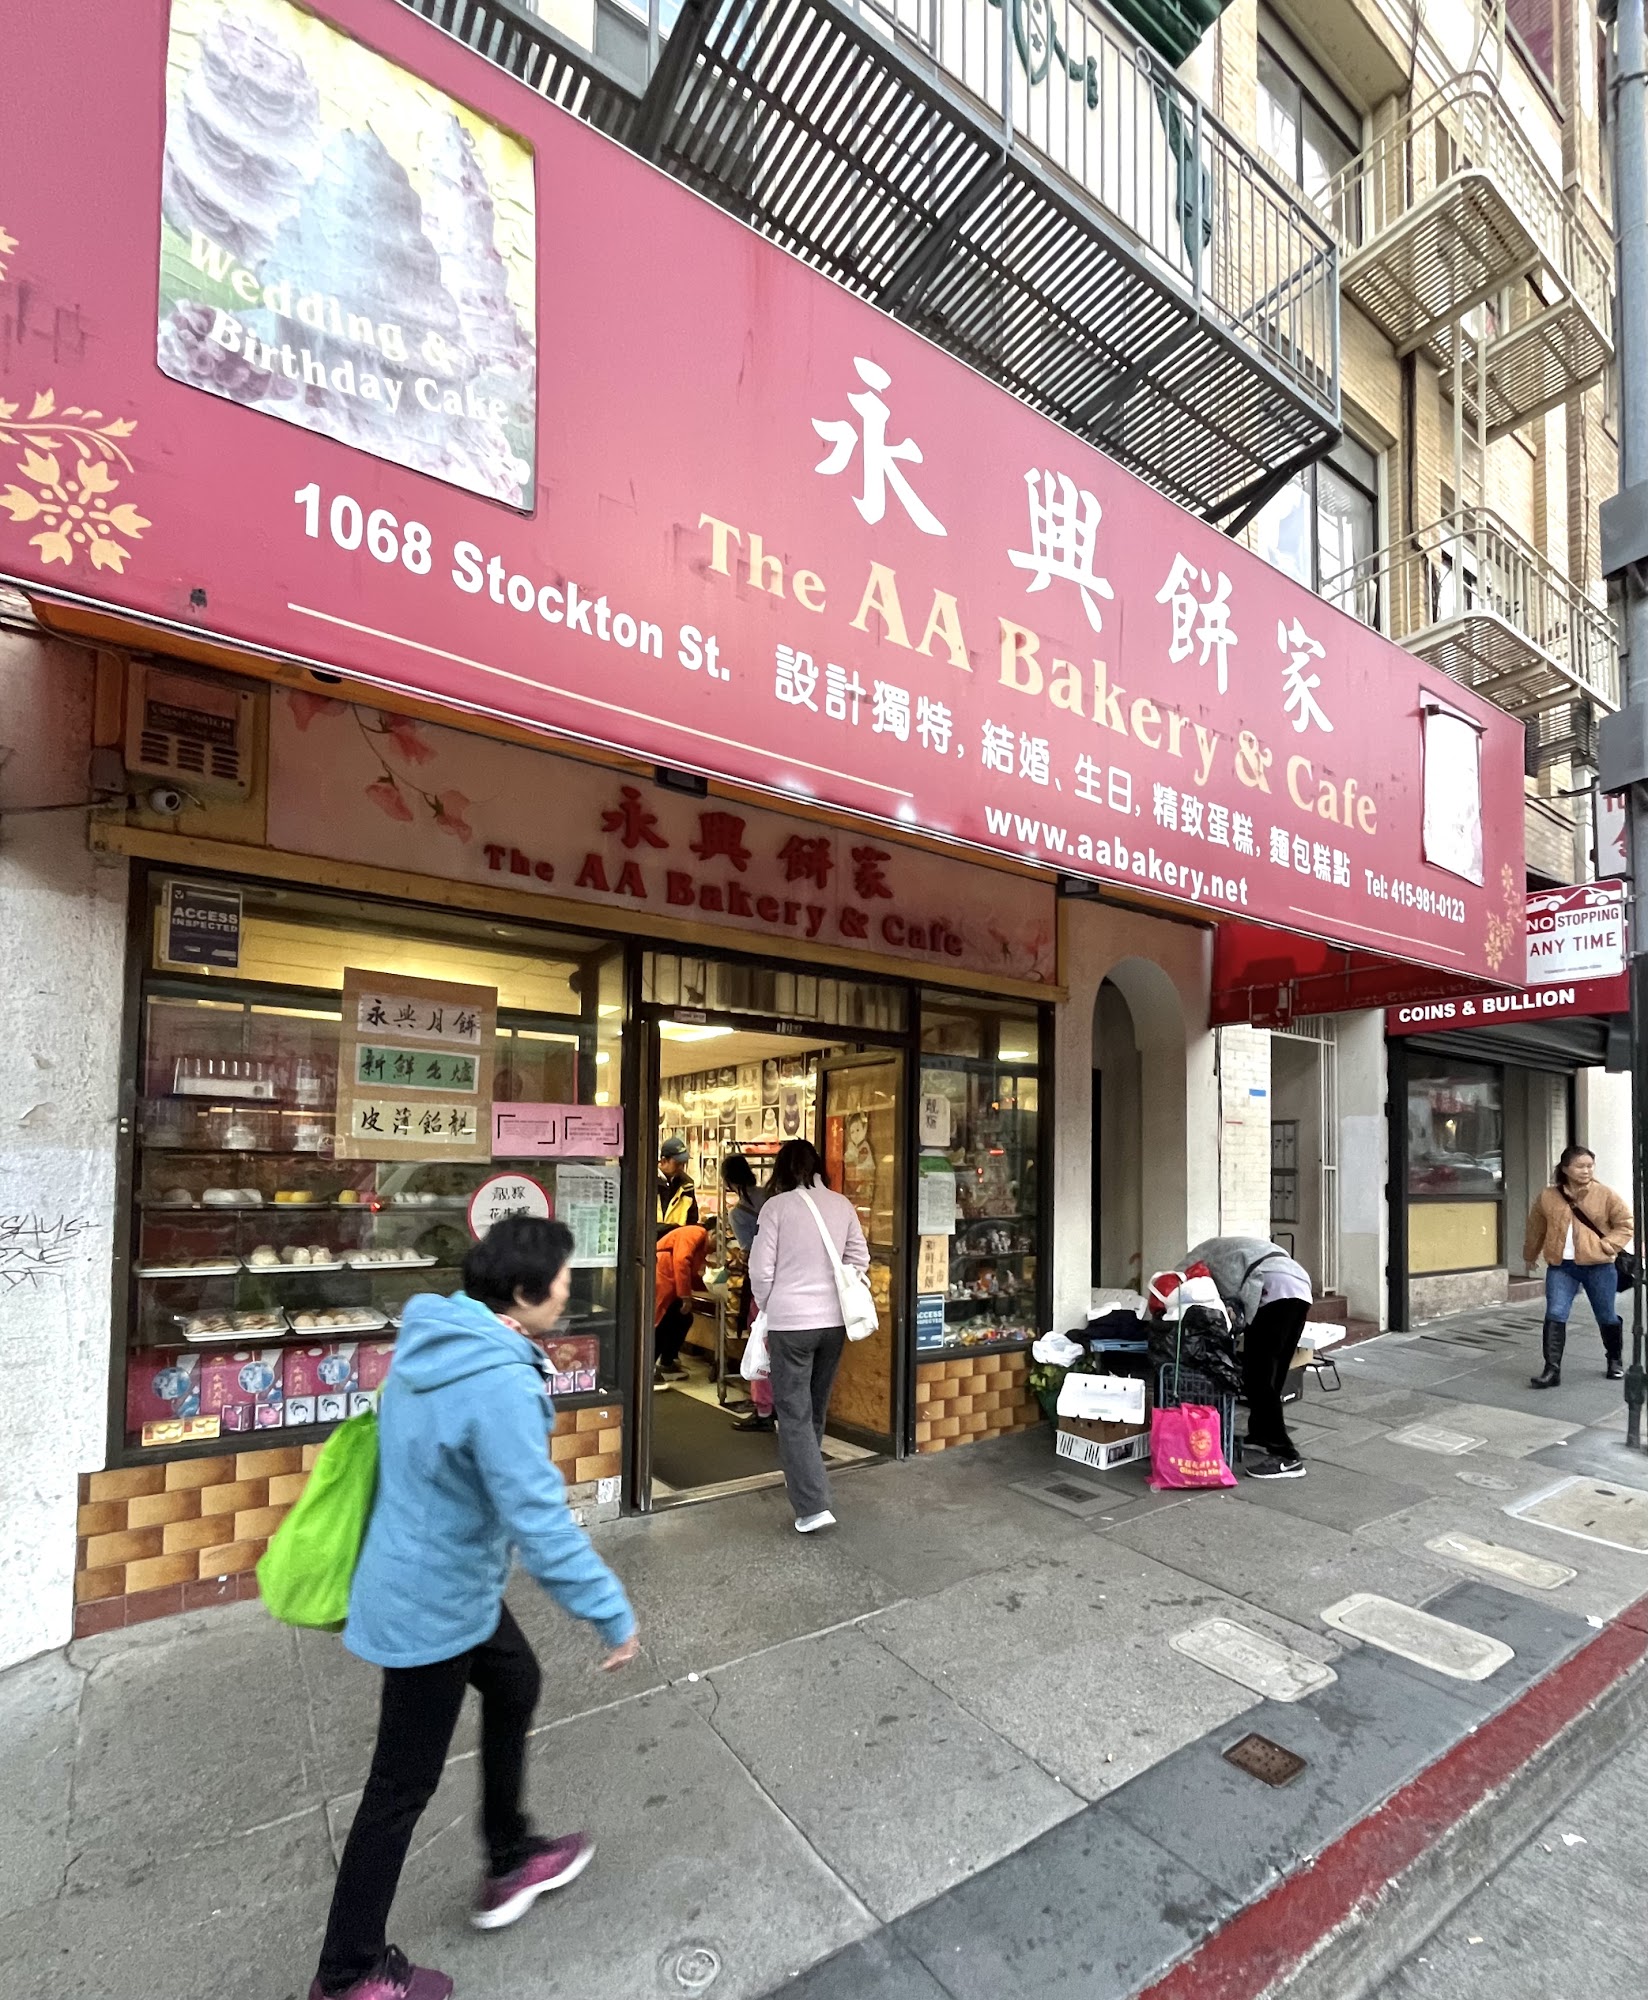 Wedding &
Birthday Cake
永興餅家
The AA Bakery & Cafe
1068 Stockton St.
設計獨特, 結婚、生日, 精致蛋糕, 麵包糕點
www.aabakery.net
Tel: 415-981-0123
永興餅家
The AA Bakery & Cafe
ACCESS
INSPECTED
永興月餅
新鮮出爐
皮薄餡靚
ACCESS
INSPECTED
NO STOPPING
ANY TIME
COINS & BULLION